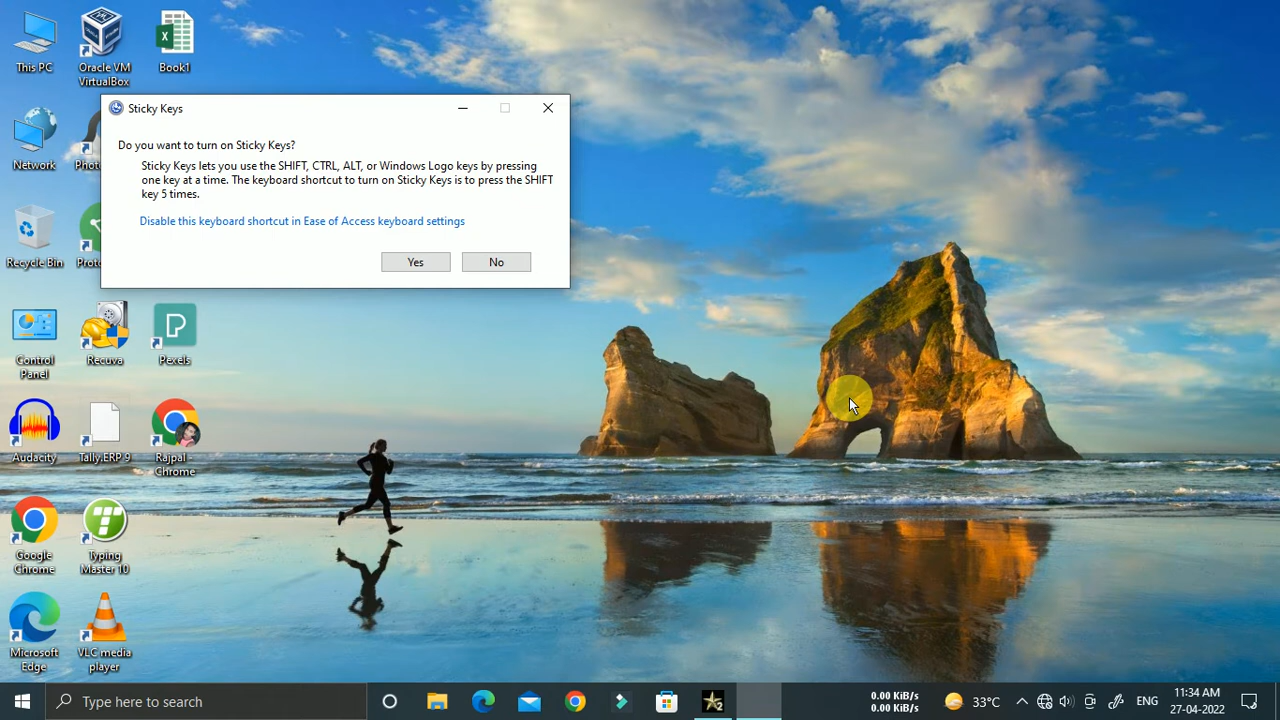 This PC
Oracle VM
VirtualBox
Book1
Sticky Keys
Do you want to turn on Sticky Keys?
Sticky Keys lets you use the SHIFT, CTRL, ALT, or Windows Logo keys by pressing
one key at a time. The keyboard shortcut to turn on Sticky Keys is to press the SHIFT
key 5 times.
Disable this keyboard shortcut in Ease of Access keyboard settings
Yes
No
Network
Recycle Bin
Control
Panel
Recuva
Pexels
Audacity
Tally.ERP 9
Rajpal -
Chrome
Google
Chrome
Typing
Master 10
Microsoft
Edge
VLC media
player
Type here to search
0.00 KiB/s
0.00 KiB/s
33°C
ENG
11:34 AM
27-04-2022